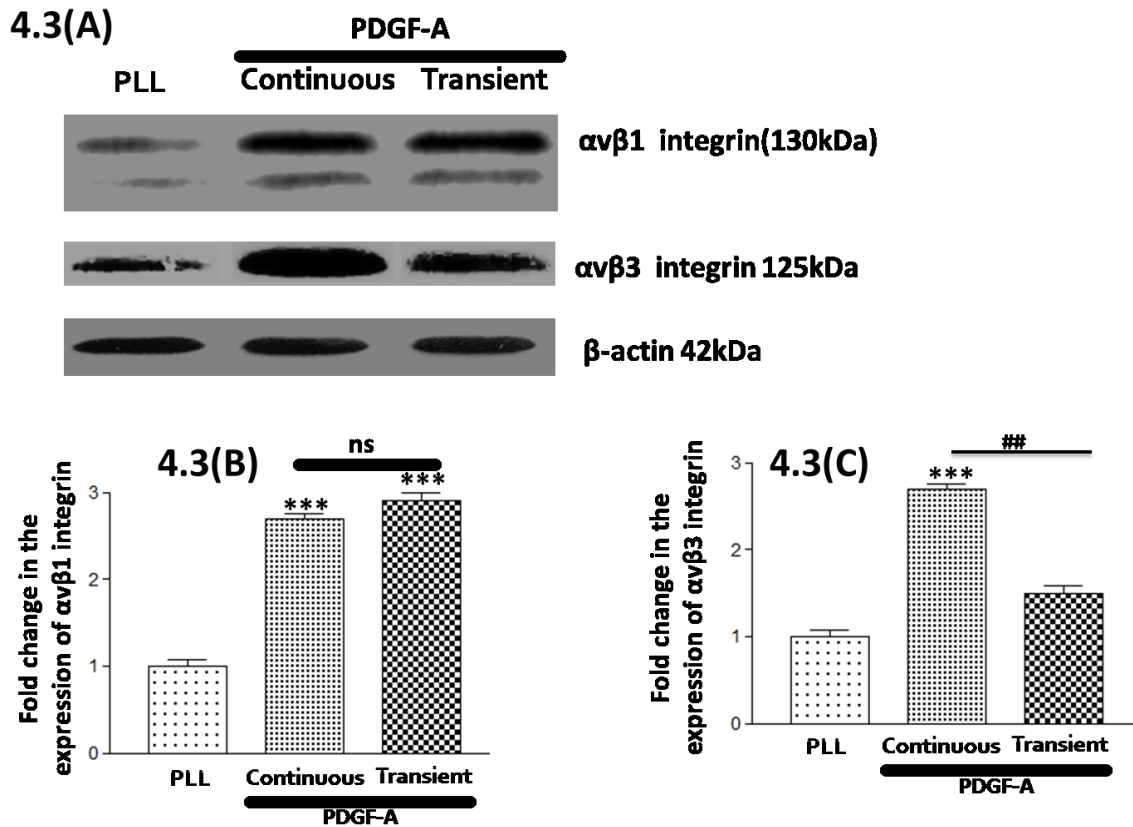 4.3(A)
PDGF-A
PLL
Continuous
Transient
αvβ1 integrin(130kDa)
αvβ3 integrin 125kDa
β-actin 42kDa
4.3(B)
ns
***
***
Fold change in the
expression of αvβ1 integrin
3
2
1
0
PLL
Continuous
Transient
PDGF-A
4.3(C)
##
***
Fold change in the
expression of αvβ3 integrin
3
2
1
0
PLL
Continuous
Transient
PDGF-A